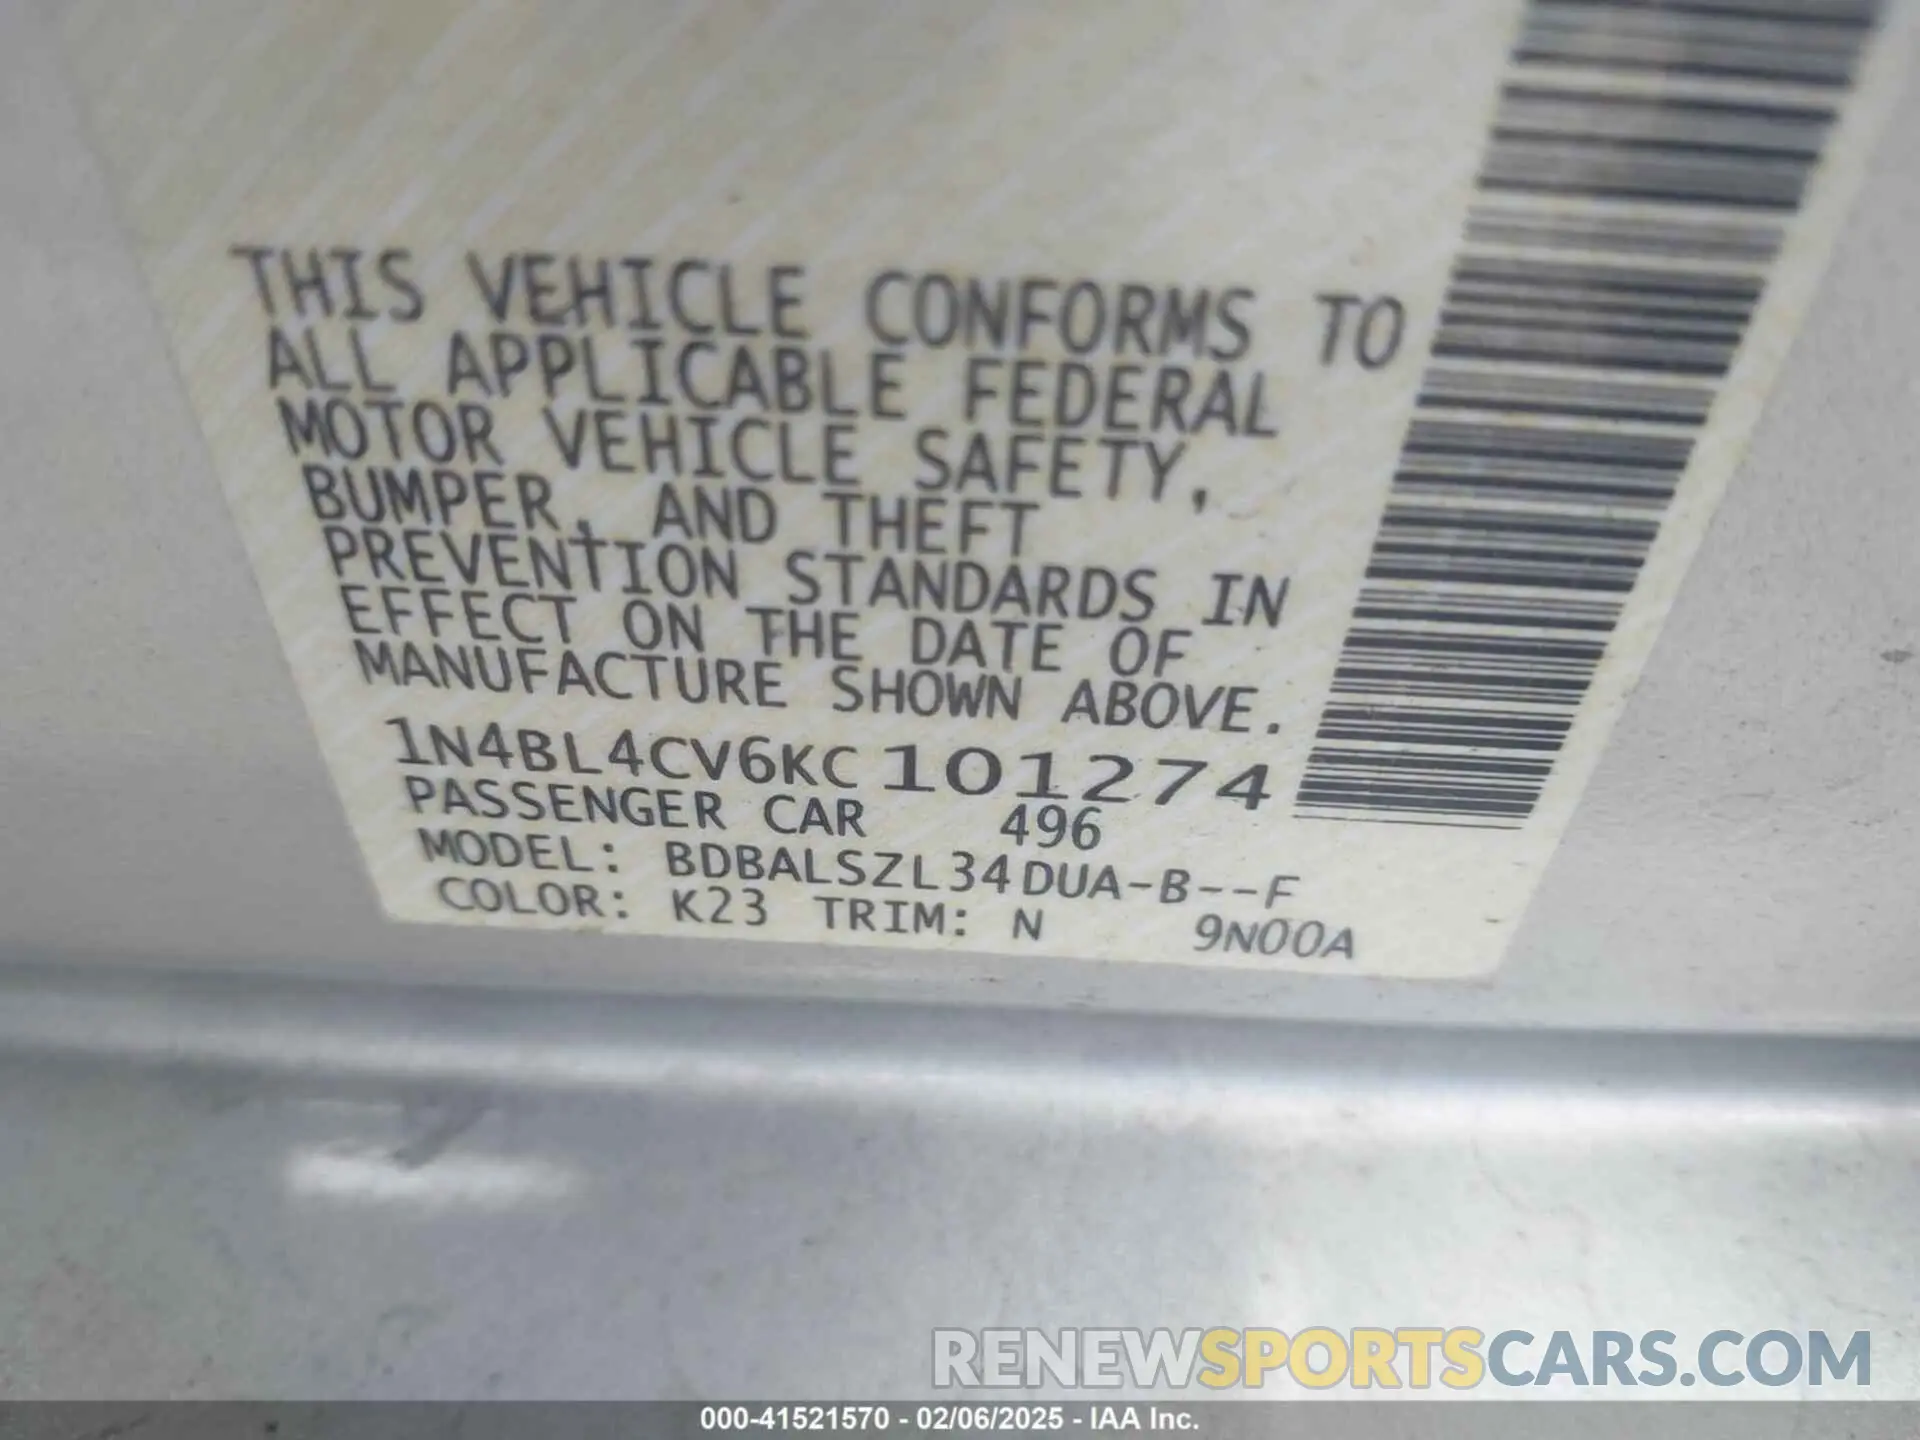 THIS VEHICLE CONFORMS TO
ALL APPLICABLE FEDERAL
MOTOR VEHICLE SAFETY,
BUMPER, AND THEFT
PREVENTION STANDARDS IN
EFFECT ON THE DATE OF
MANUFACTURE SHOWN ABOVE.
1N4BL4CV6KC101274
PASSENGER CAR 496
MODEL: BDBALSZL34DUA-B--F
COLOR: K23 TRIM: N 9N00A
RENEWSPORTSCARS.COM
000-41521570 - 02/06/2025 - IAA Inc.